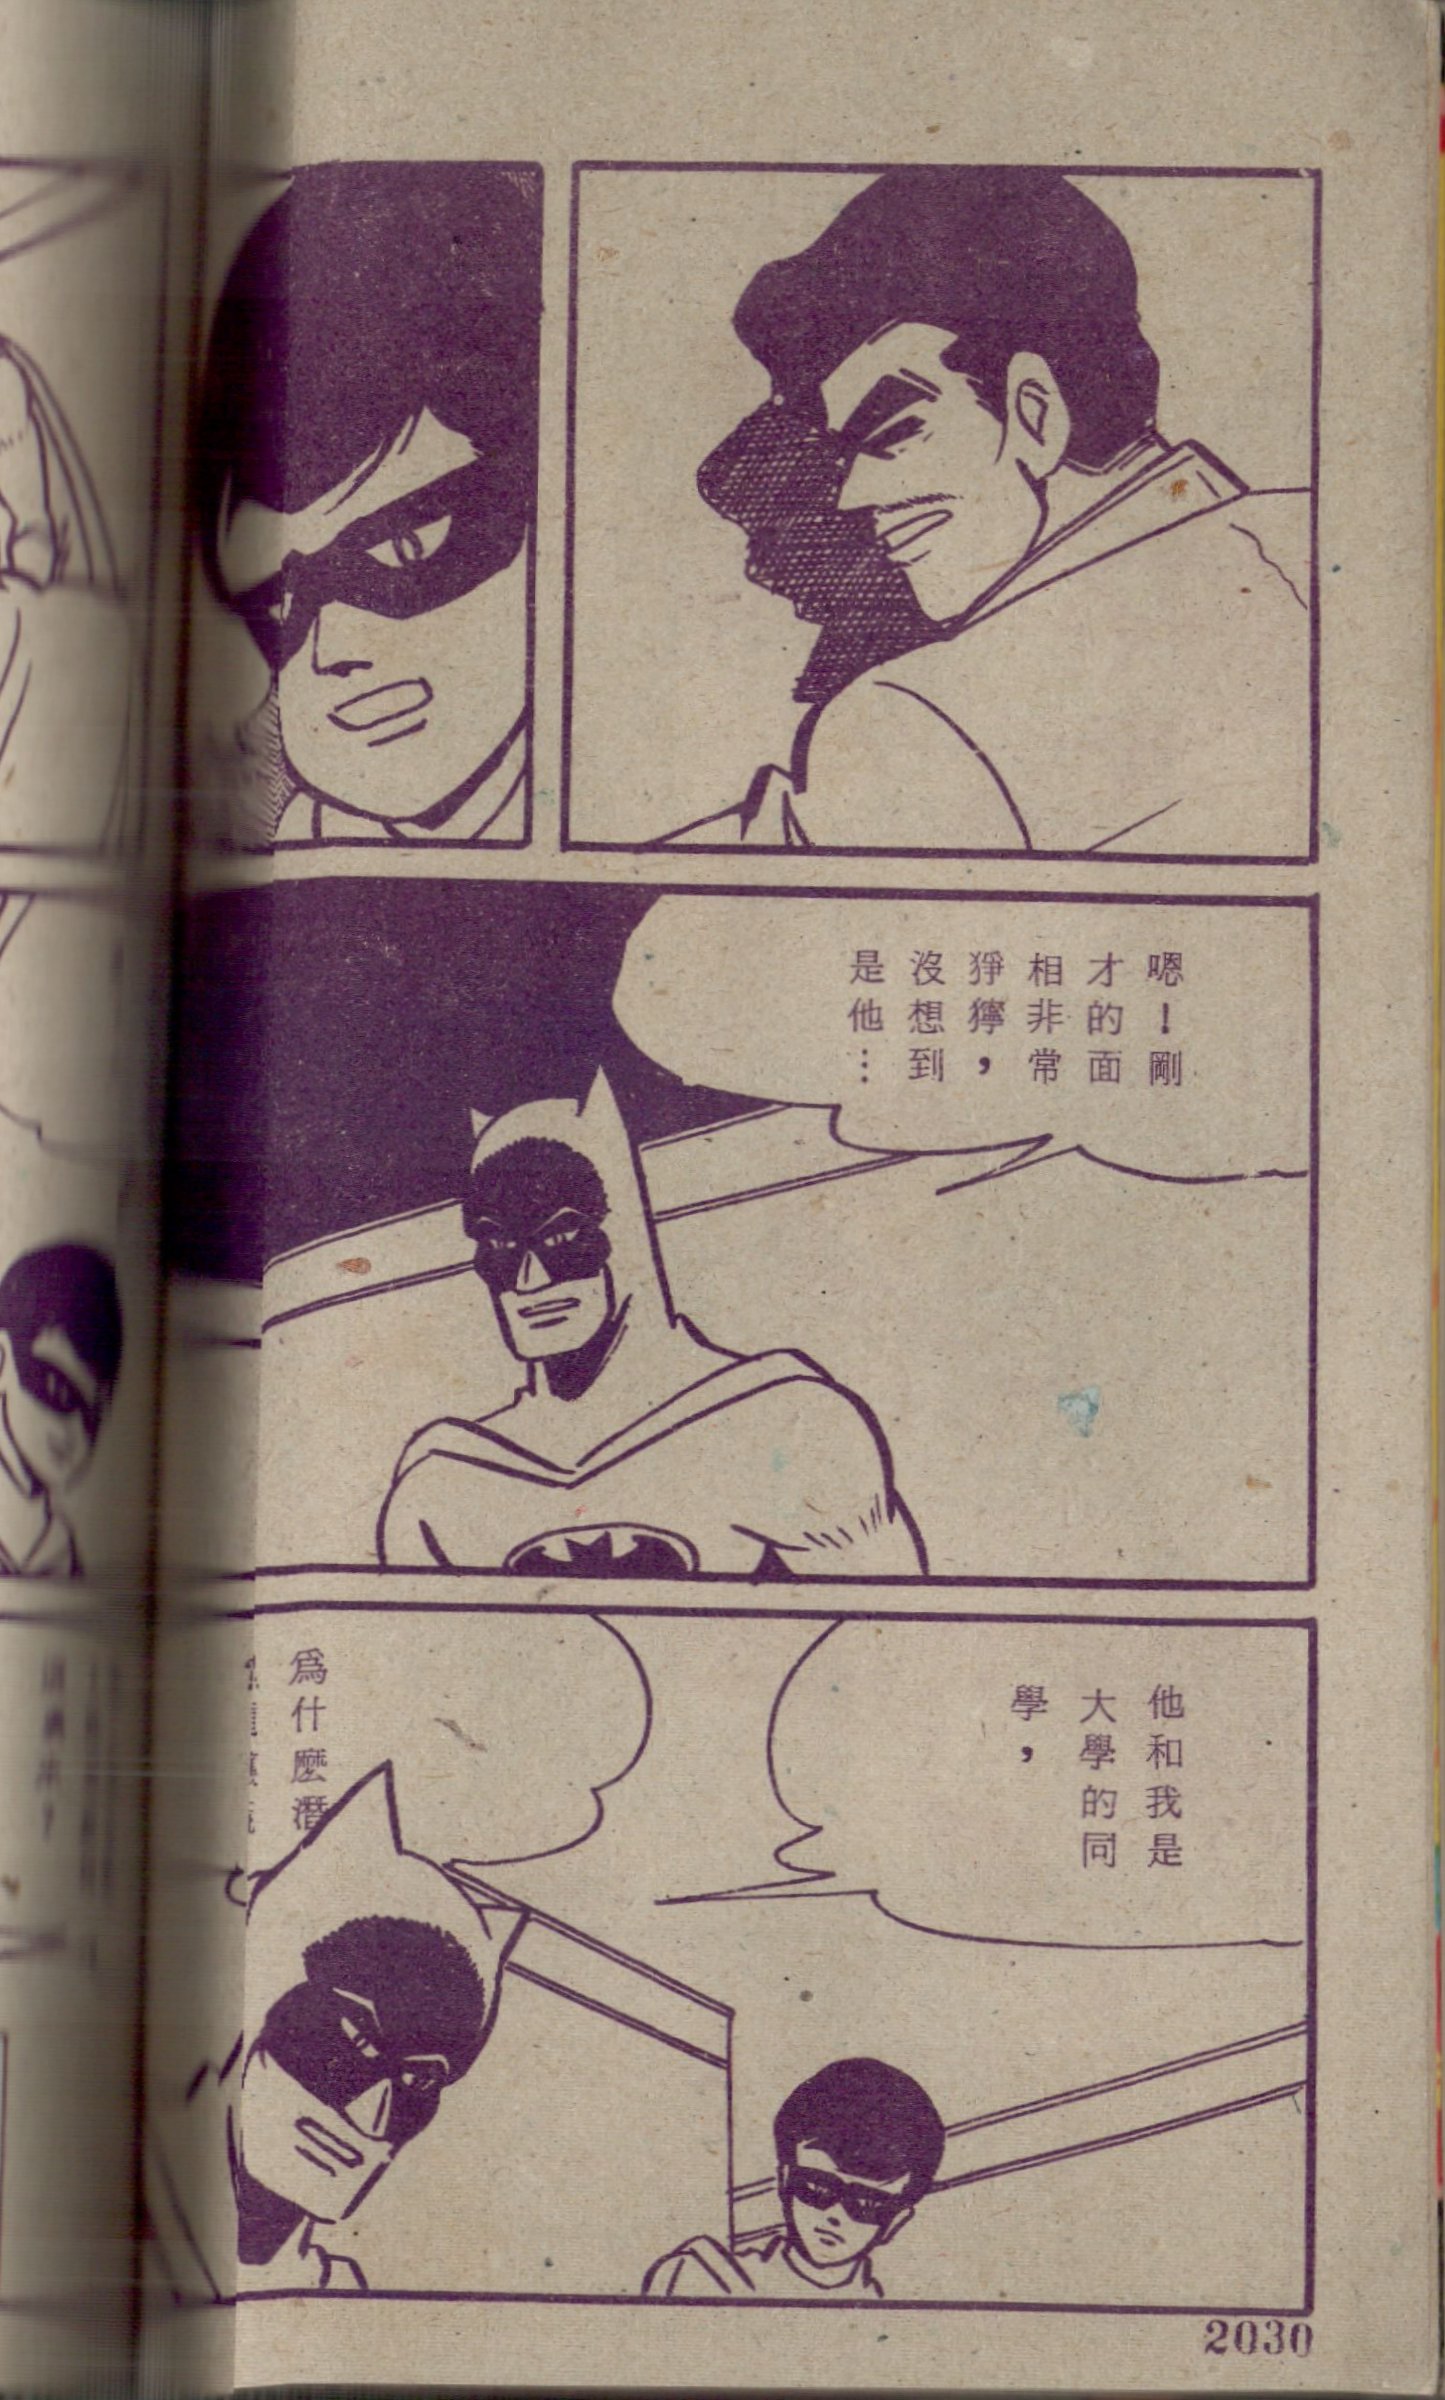 嗯！剛
才的面
相非常
猙獰，
沒想到
是他…
他和我是
大學的同
學，
爲什麼潛
2030